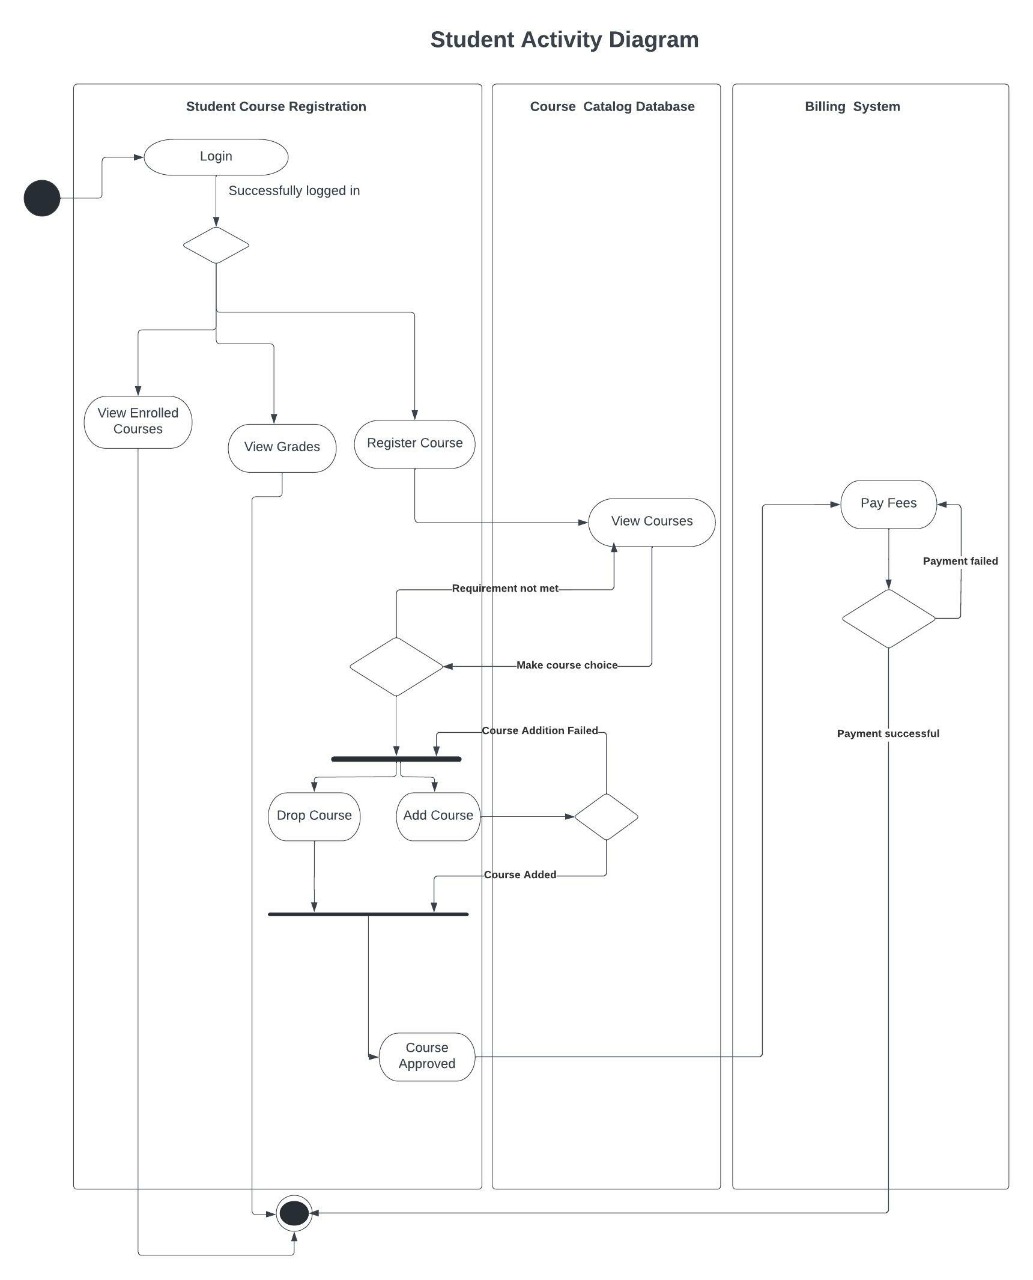 Student Activity Diagram
Student Course Registration
Course Catalog Database
Billing System
Login
Successfully logged in
View Enrolled
Courses
View Grades
Register Course
View Courses
Pay Fees
Payment failed
Requirement not met
Make course choice
Course Addition Failed
Payment successful
Drop Course
Add Course
Course Added
Course
Approved